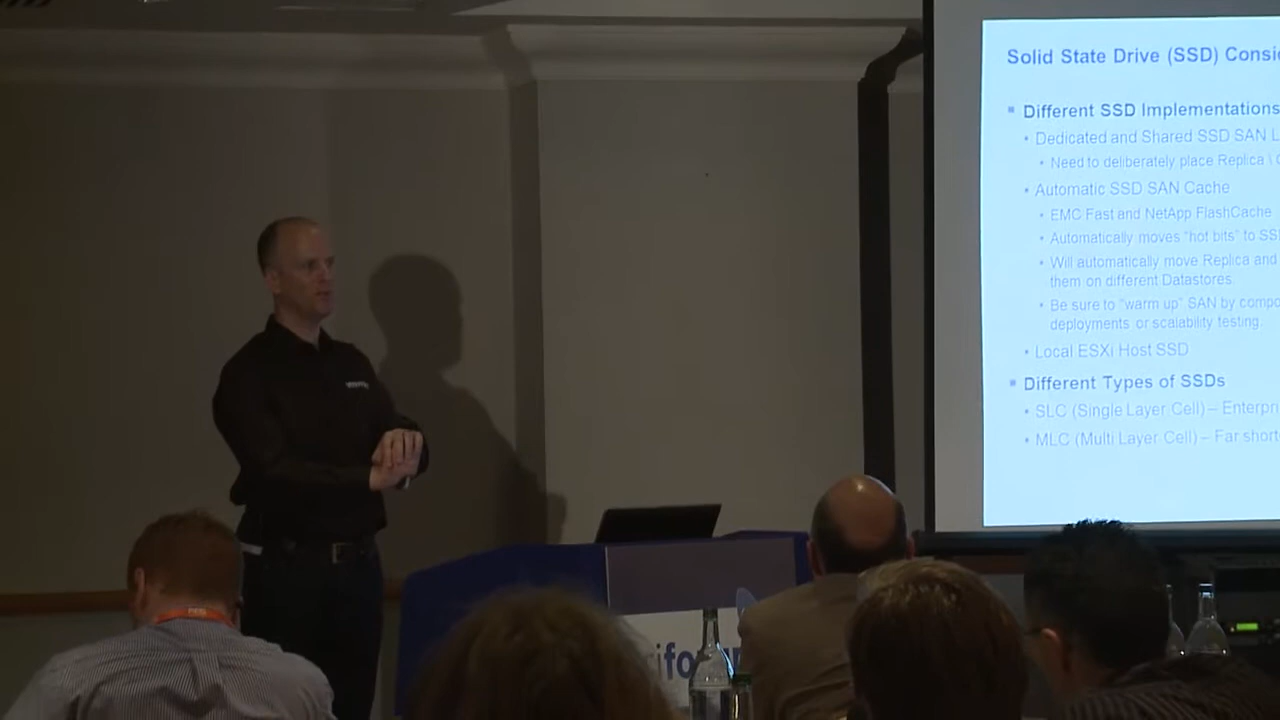 Solid State Drive (SSD) Consi
Different SSD Implementations
Dedicated and Shared SSD SAN L
Need to deliberately place Replica \
Automatic SSD SAN Cache
EMC Fast and NetApp FlashCache
Automatically moves "hot bits" to SS
Will automatically move Replica and
them on different Datastores.
Be sure to "warm up" SAN by compo
deployments or scalability testing.
Local ESXi Host SSD
Different Types of SSDs
SLC (Single Layer Cell) – Enterpri
MLC (Multi Layer Cell) – Far short
iforum